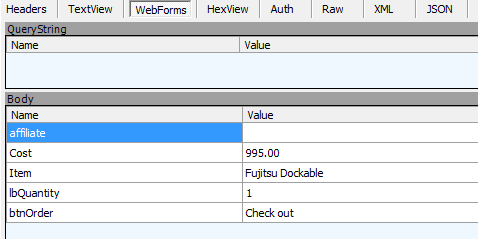 Headers TextView WebForms HexView Auth Raw XML JSON
QueryString
Name Value
Body
Name Value
affiliate
Cost 995.00
Item Fujitsu Dockable
lbQuantity 1
btnOrder Check out